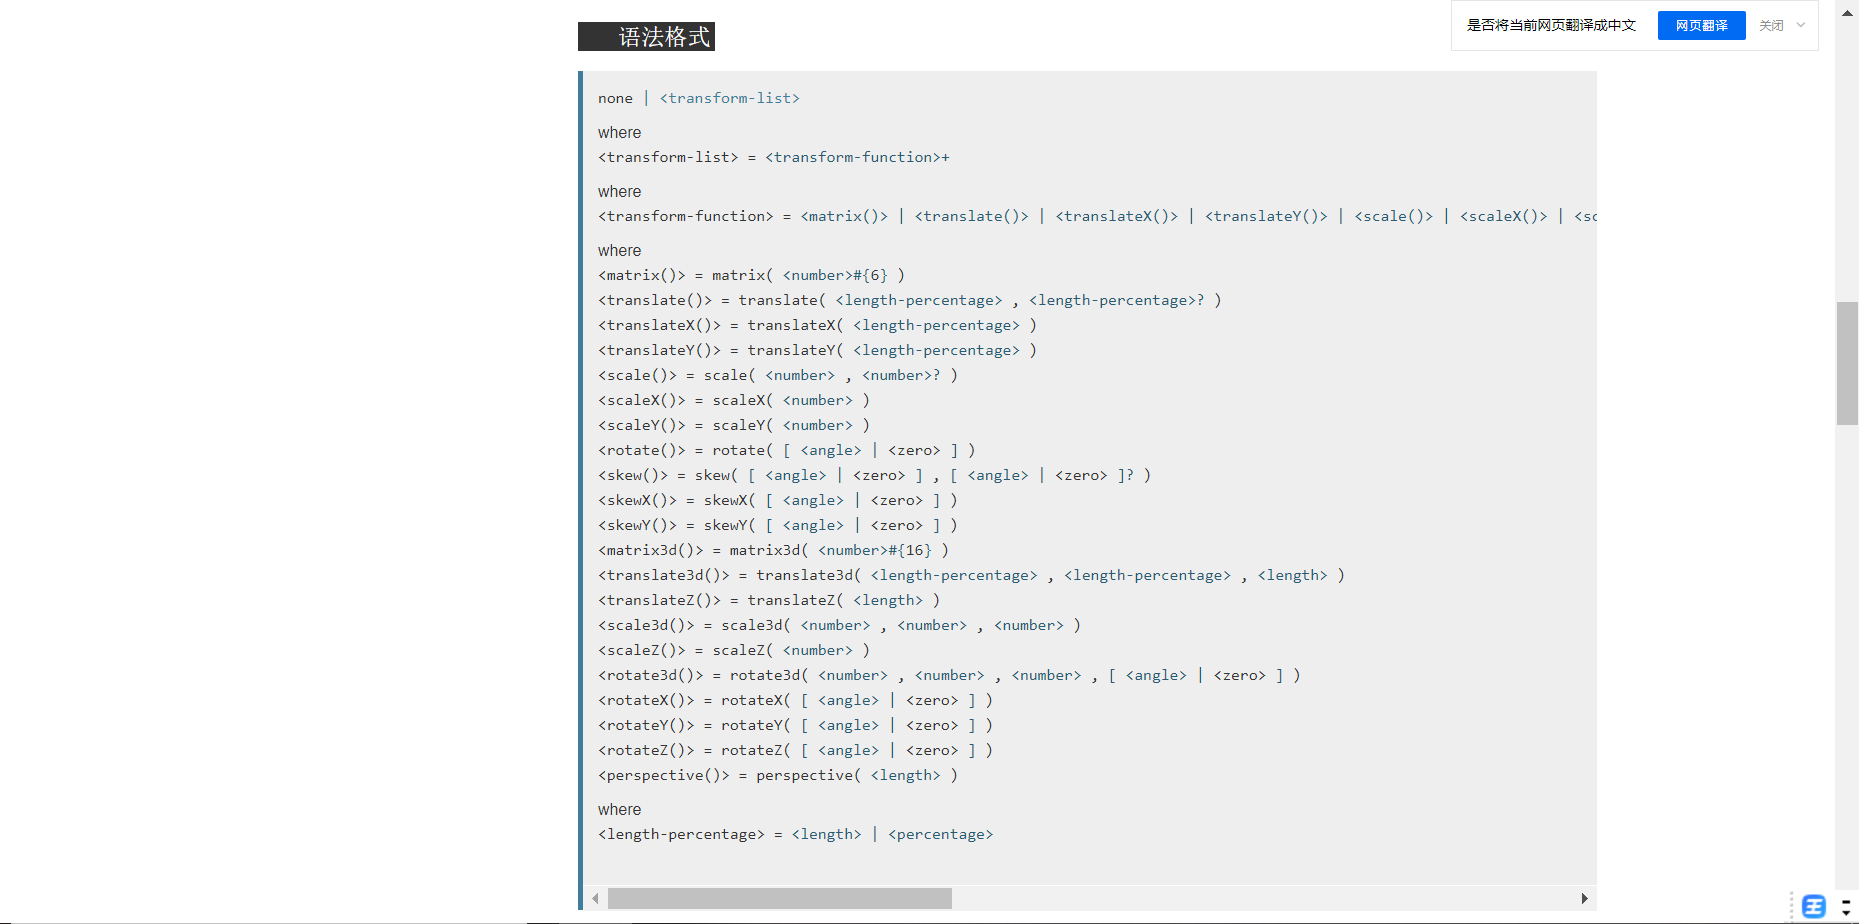 语法格式
是否将当前网页翻译成中文 网页翻译 关闭
none | <transform-list>
where
<transform-list> = <transform-function>+
where
<transform-function> = <matrix()> | <translate()> | <translateX()> | <translateY()> | <scale()> | <scaleX()> | <sc
where
<matrix()> = matrix( <number>#{6} )
<translate()> = translate( <length-percentage> , <length-percentage>? )
<translateX()> = translateX( <length-percentage> )
<translateY()> = translateY( <length-percentage> )
<scale()> = scale( <number> , <number>? )
<scaleX()> = scaleX( <number> )
<scaleY()> = scaleY( <number> )
<rotate()> = rotate( [ <angle> | <zero> ] )
<skew()> = skew( [ <angle> | <zero> ] , [ <angle> | <zero> ]? )
<skewX()> = skewX( [ <angle> | <zero> ] )
<skewY()> = skewY( [ <angle> | <zero> ] )
<matrix3d()> = matrix3d( <number>#{16} )
<translate3d()> = translate3d( <length-percentage> , <length-percentage> , <length> )
<translateZ()> = translateZ( <length> )
<scale3d()> = scale3d( <number> , <number> , <number> )
<scaleZ()> = scaleZ( <number> )
<rotate3d()> = rotate3d( <number> , <number> , <number> , [ <angle> | <zero> ] )
<rotateX()> = rotateX( [ <angle> | <zero> ] )
<rotateY()> = rotateY( [ <angle> | <zero> ] )
<rotateZ()> = rotateZ( [ <angle> | <zero> ] )
<perspective()> = perspective( <length> )
where
<length-percentage> = <length> | <percentage>